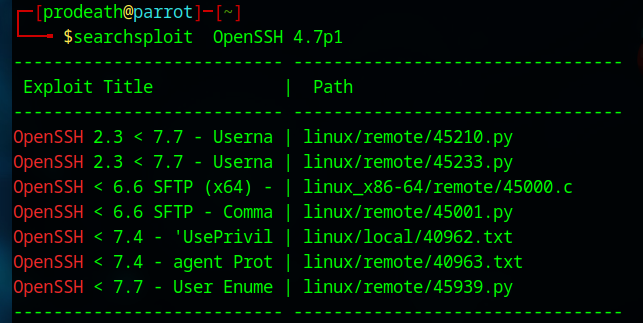 ┌─[prodeath@parrot]─[~]
└──╼ $searchsploit  OpenSSH 4.7p1
--------------------------- ---------------------------------
 Exploit Title             |  Path
--------------------------- ---------------------------------
OpenSSH 2.3 < 7.7 - Userna | linux/remote/45210.py
OpenSSH 2.3 < 7.7 - Userna | linux/remote/45233.py
OpenSSH < 6.6 SFTP (x64) - | linux_x86-64/remote/45000.c
OpenSSH < 6.6 SFTP - Comma | linux/remote/45001.py
OpenSSH < 7.4 - 'UsePrivil | linux/local/40962.txt
OpenSSH < 7.4 - agent Prot | linux/remote/40963.txt
OpenSSH < 7.7 - User Enume | linux/remote/45939.py
--------------------------- ---------------------------------